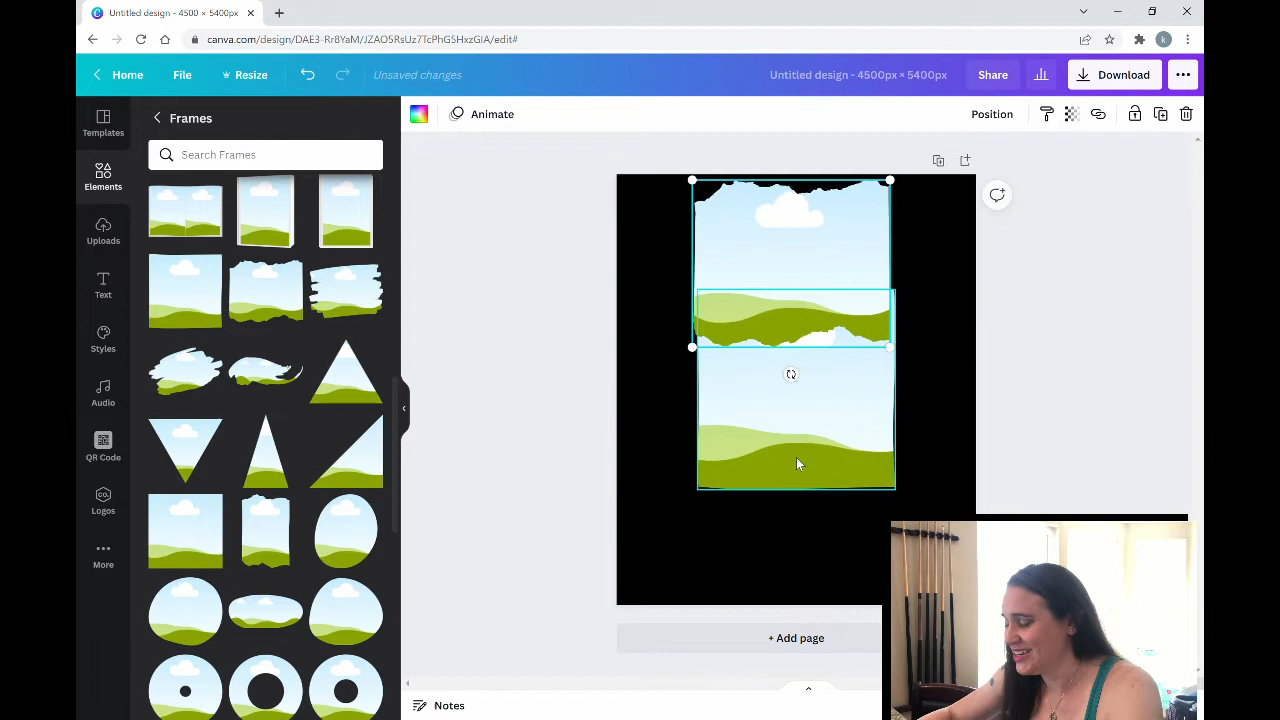 Untitled design - 4500 × 5400px
canva.com/design/DAE3-Rr8YaM/JZAO5RsUz7TcPhG5HxzGIA/edit#
k
Home
File
Resize
Unsaved changes
Untitled design - 4500px × 5400px
Share
Download
Templates
Elements
Uploads
Text
Styles
Audio
QR Code
CO.
Logos
More
Frames
Search Frames
Animate
Position
+ Add page
Notes